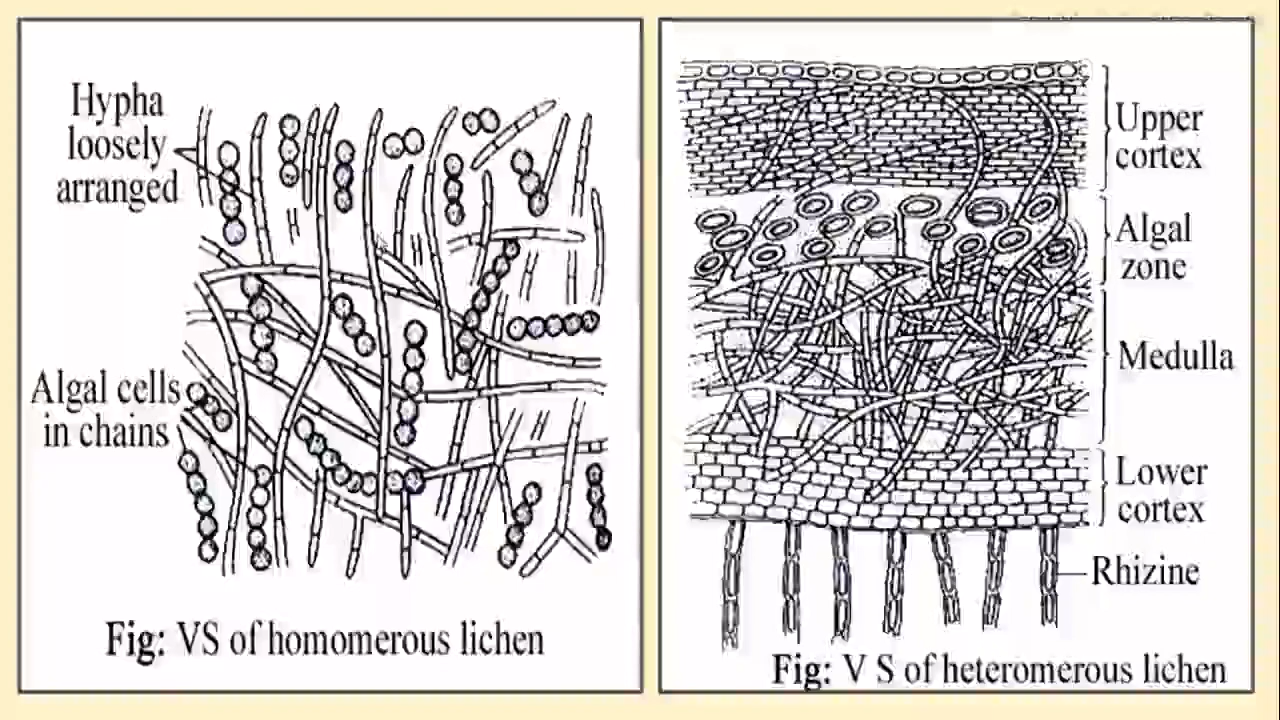 Hypha
loosely
arranged
Algal cells
in chains
Fig: VS of homomerous lichen
Upper
cortex
Algal
zone
Medulla
Lower
cortex
Rhizine
Fig: V S of heteromerous lichen